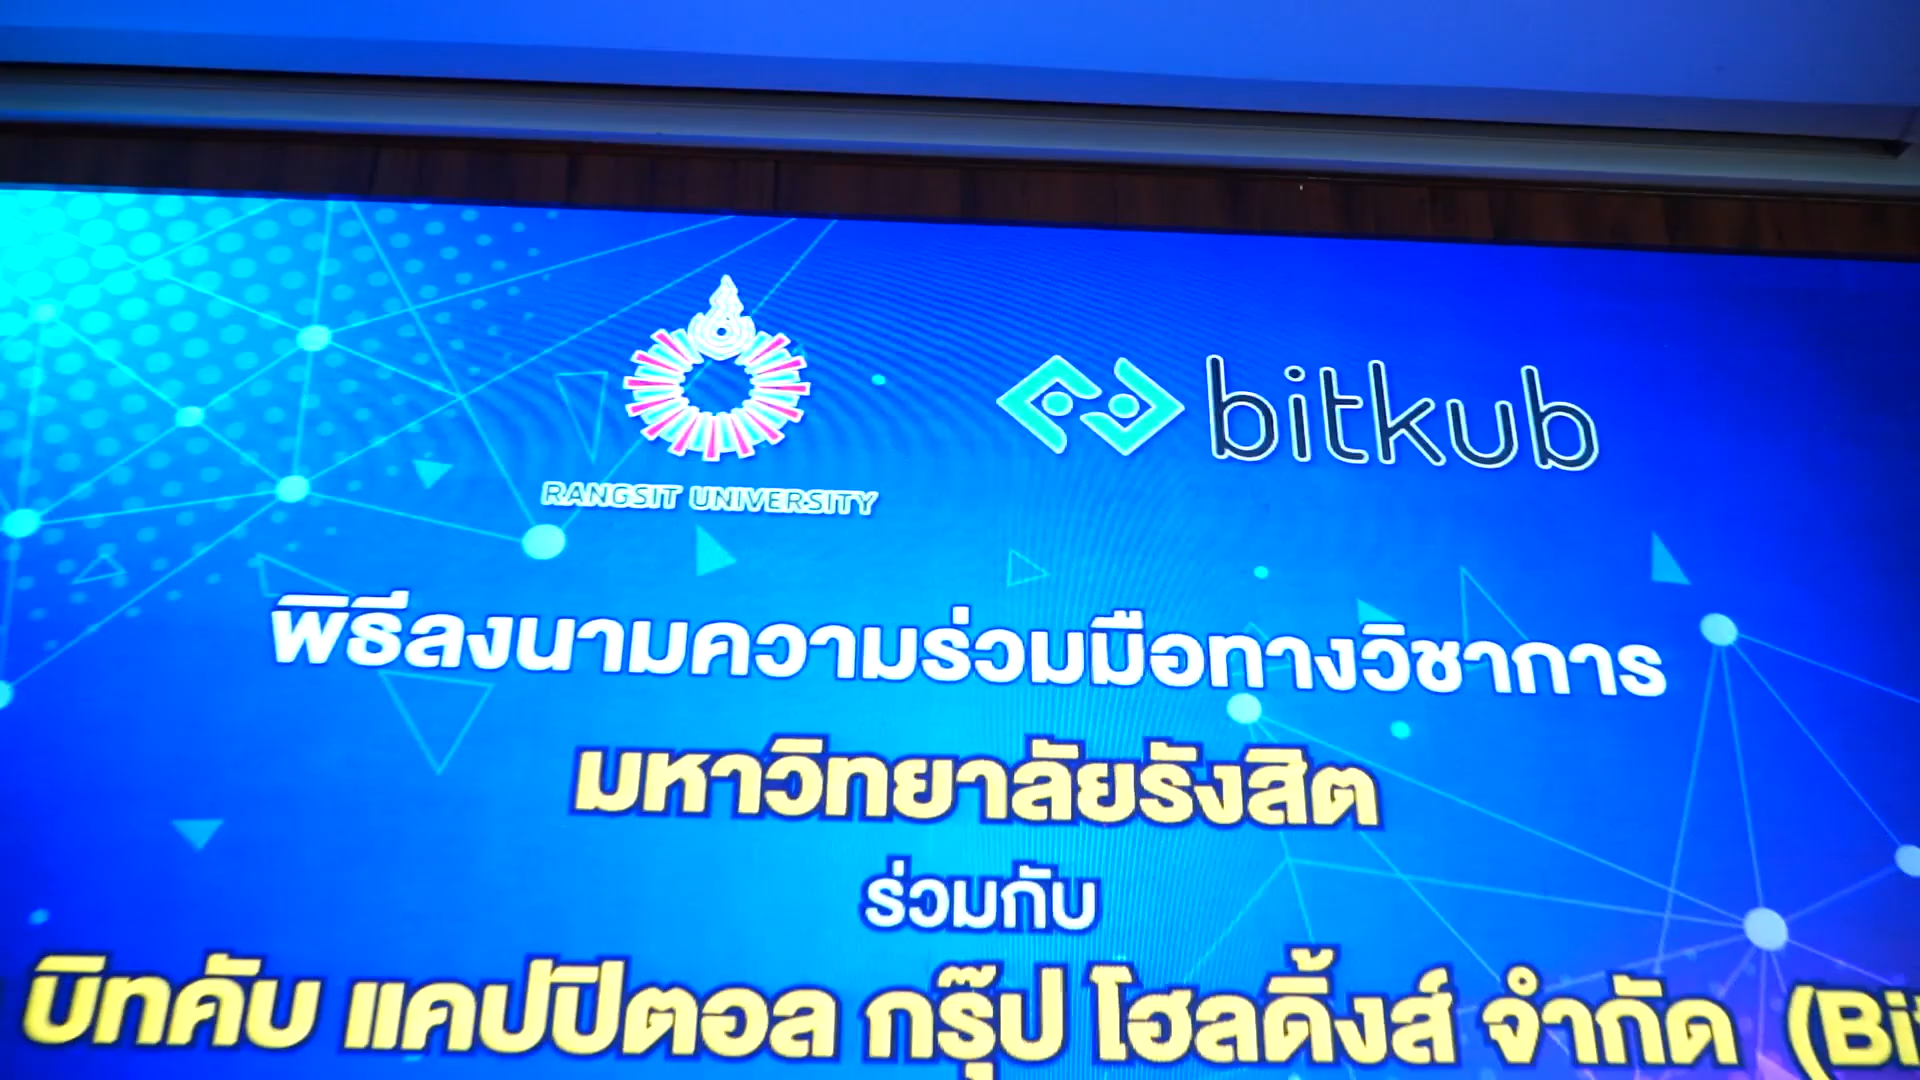 RANGSIT UNIVERSITY
bitkub
พิธีลงนามความร่วมมือทางวิชาการ
มหาวิทยาลัยรังสิต
ร่วมกับ
บิทคับ แคปปิตอล กรุ๊ป โฮลดิ้งส์ จำกัด (Bit